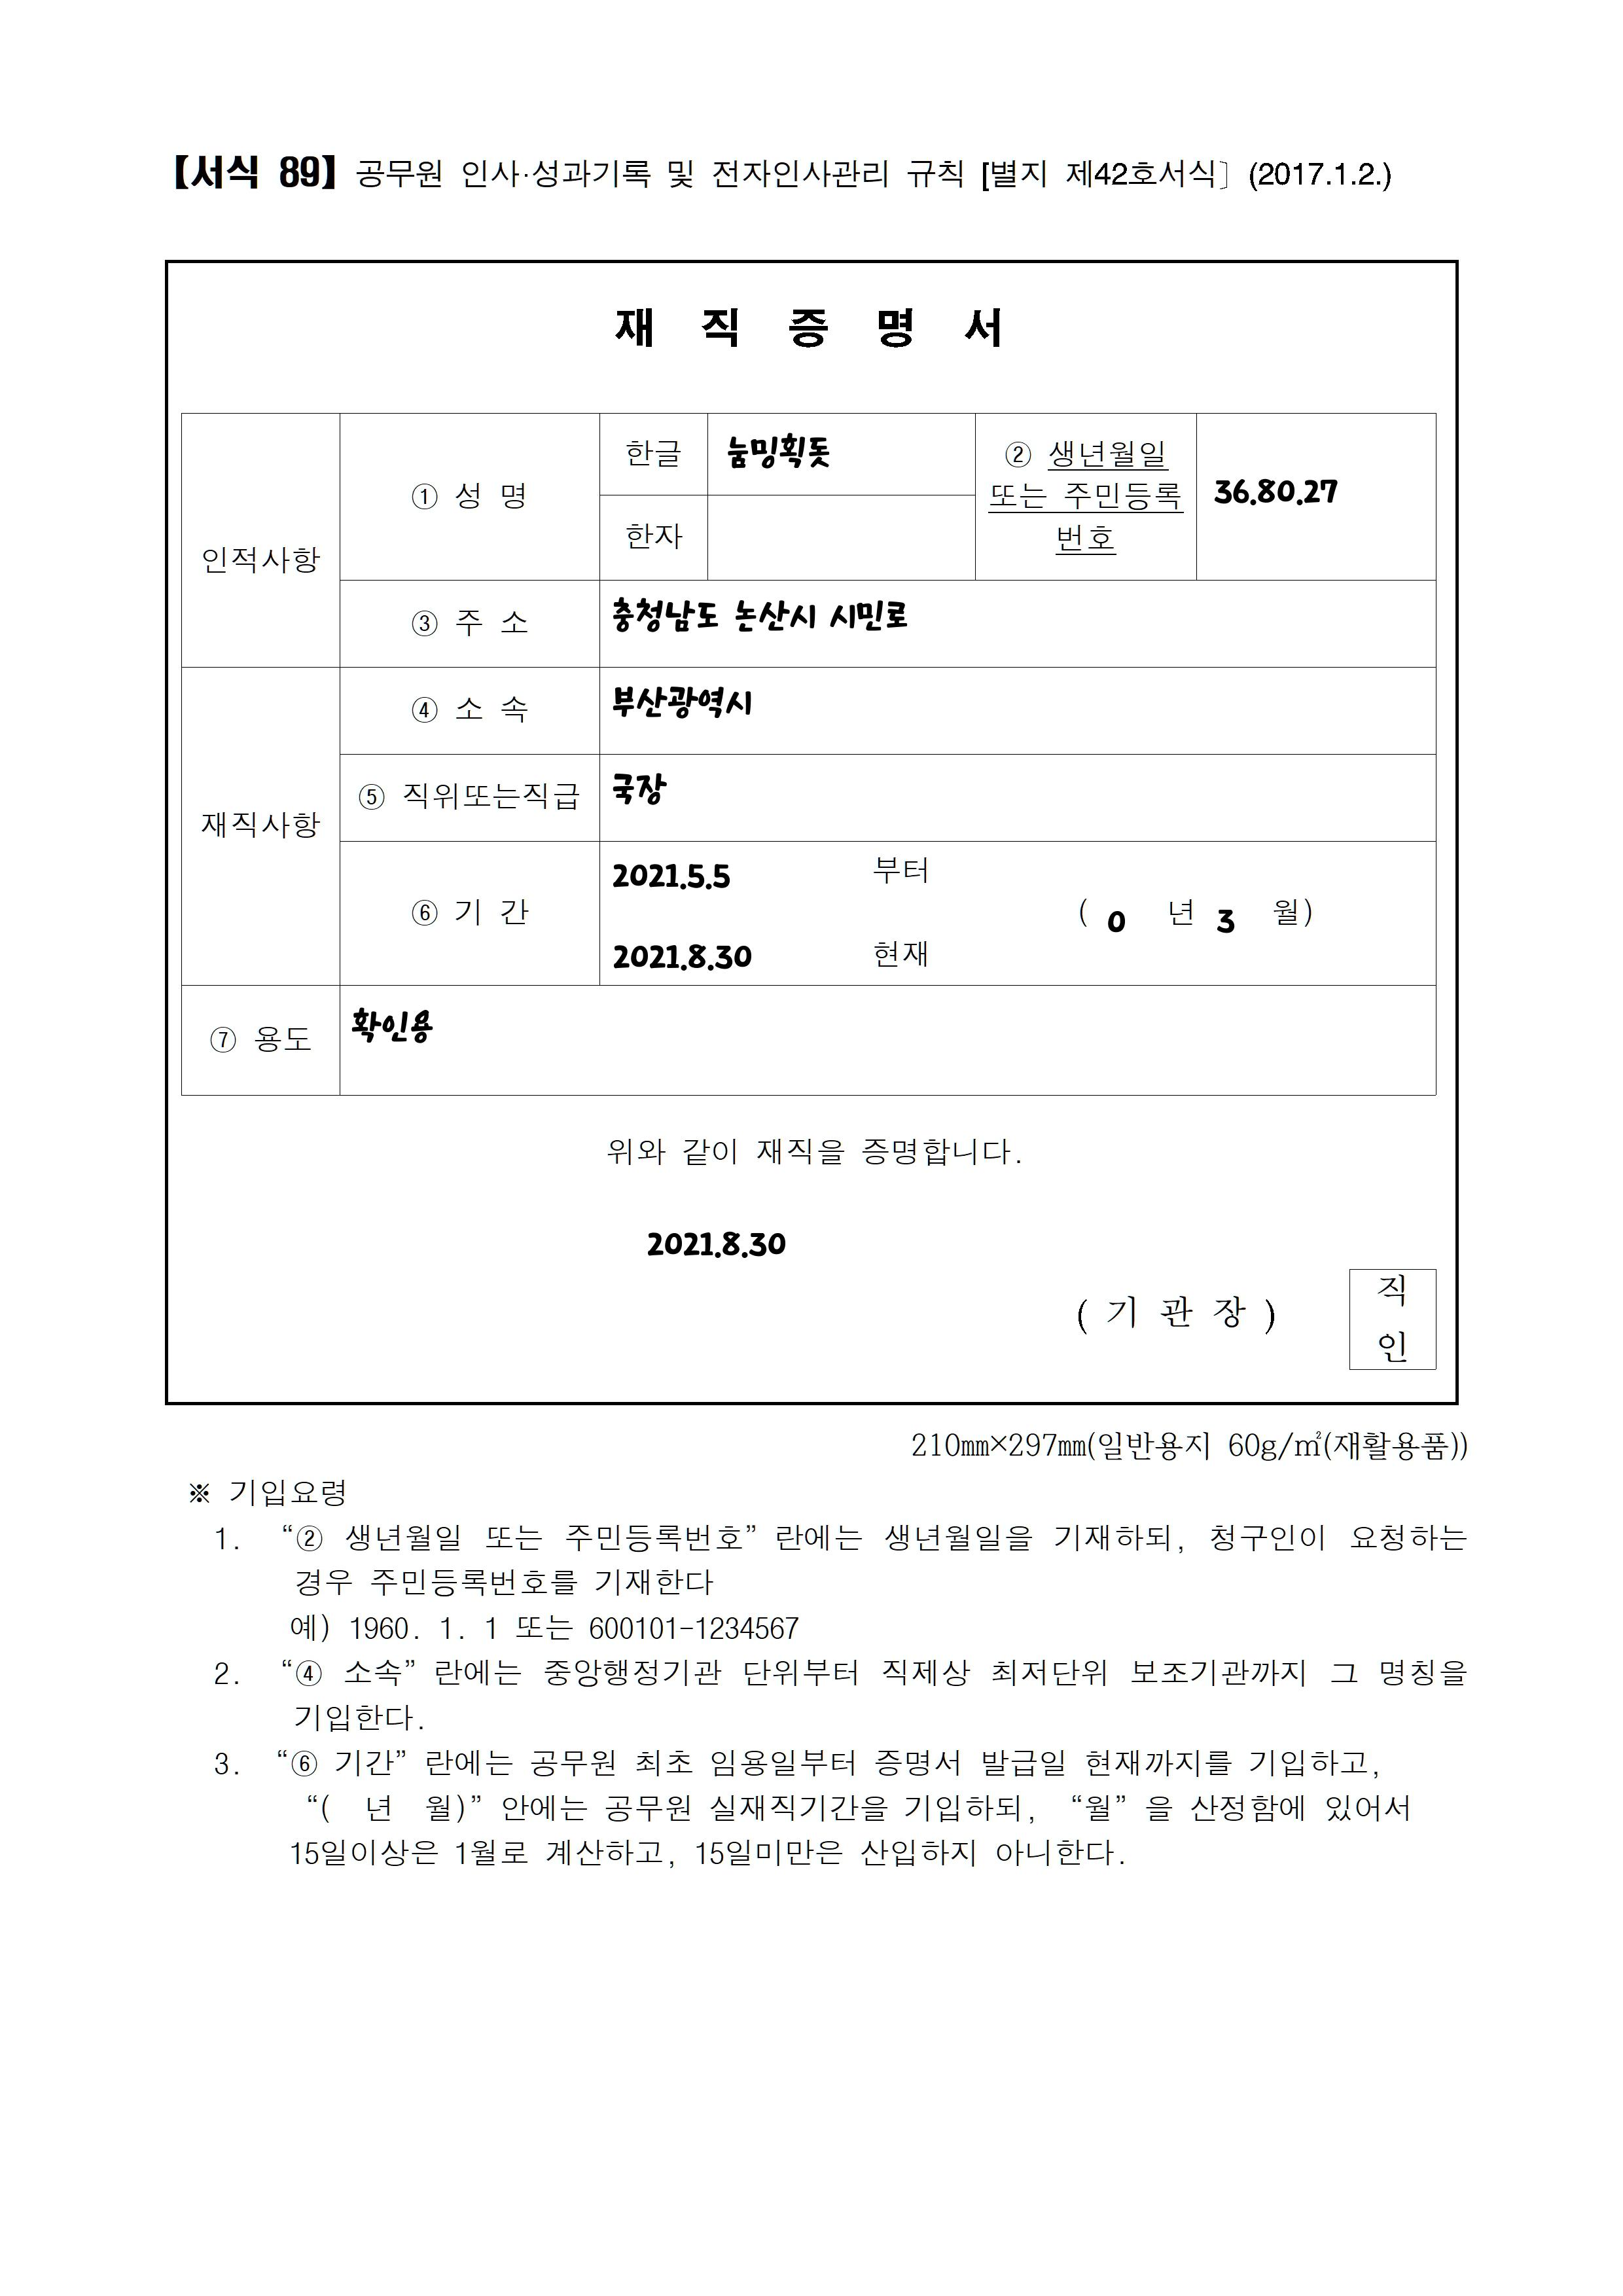 【서식 89】 공무원 인사·성과기록 및 전자인사관리 규칙 [별지 제42호서식〕 (2017.1.2.)
재 직 증 명 서
인적사항
① 성 명
한글
눔밍획돗
한자
② 생년월일
또는 주민등록
번호
36.80.27
③ 주 소
충청남도 논산시 시민로
재직사항
④ 소 속
부산광역시
⑤ 직위또는직급
국장
⑥ 기 간
2021.5.5 부터
( 0 년 3 월)
2021.8.30 현재
⑦ 용도
확인용
위와 같이 재직을 증명합니다.
2021.8.30
( 기 관 장 )
직
인
210㎜×297㎜(일반용지 60g/㎡(재활용품))
※ 기입요령
1. “② 생년월일 또는 주민등록번호” 란에는 생년월일을 기재하되, 청구인이 요청하는
경우 주민등록번호를 기재한다
예) 1960. 1. 1 또는 600101-1234567
2. “④ 소속” 란에는 중앙행정기관 단위부터 직제상 최저단위 보조기관까지 그 명칭을
기입한다.
3. “⑥ 기간” 란에는 공무원 최초 임용일부터 증명서 발급일 현재까지를 기입하고,
“( 년 월)” 안에는 공무원 실재직기간을 기입하되, “월” 을 산정함에 있어서
15일이상은 1월로 계산하고, 15일미만은 산입하지 아니한다.